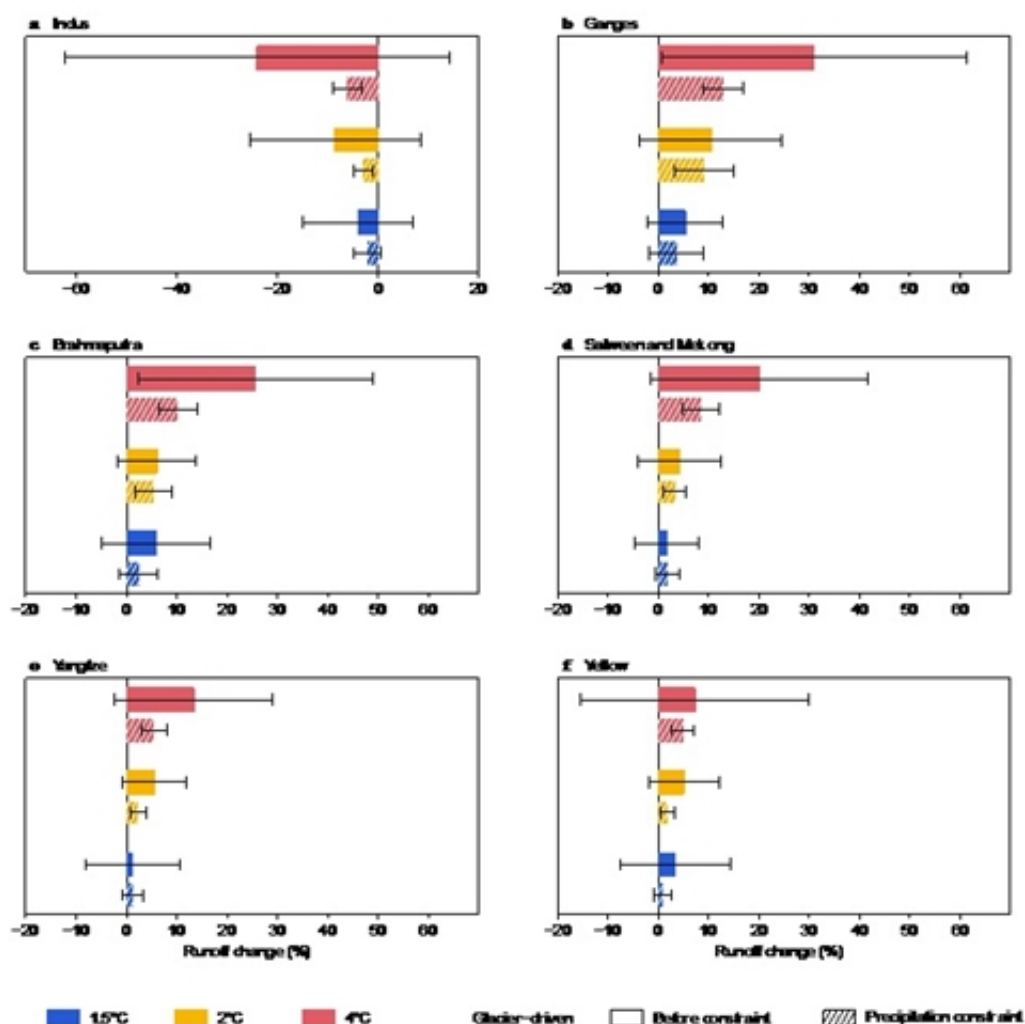 a Indus
b Ganges
−60 −40 −20 0 20
−20 −10 0 10 20 30 40 50 60
c Brahmaputra
d Salween and Mekong
−20 −10 0 10 20 30 40 50 60
−20 −10 0 10 20 30 40 50 60
e Yangtze
f Yellow
−20 −10 0 10 20 30 40 50 60
−20 −10 0 10 20 30 40 50 60
Runoff change (%)
Runoff change (%)
1.5°C 2°C 4°C Glacier−driven Before constraint Precipitation constraint